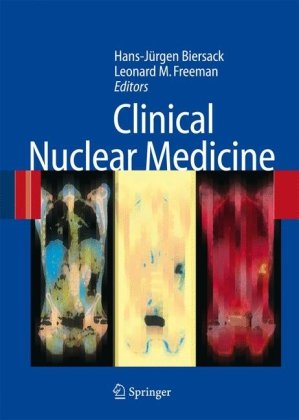 Hans-Jürgen Biersack
Leonard M. Freeman
Editors
Clinical
Nuclear Medicine
Springer